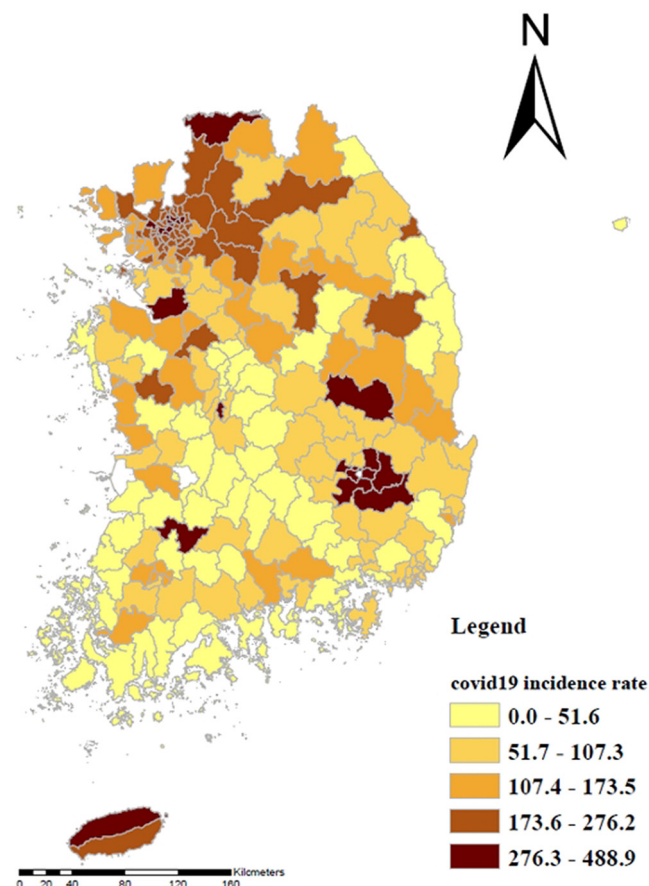 N
Legend
covid19 incidence rate
0.0 - 51.6
51.7 - 107.3
107.4 - 173.5
173.6 - 276.2
276.3 - 488.9
Kilometers
0 20 40 80 120 160